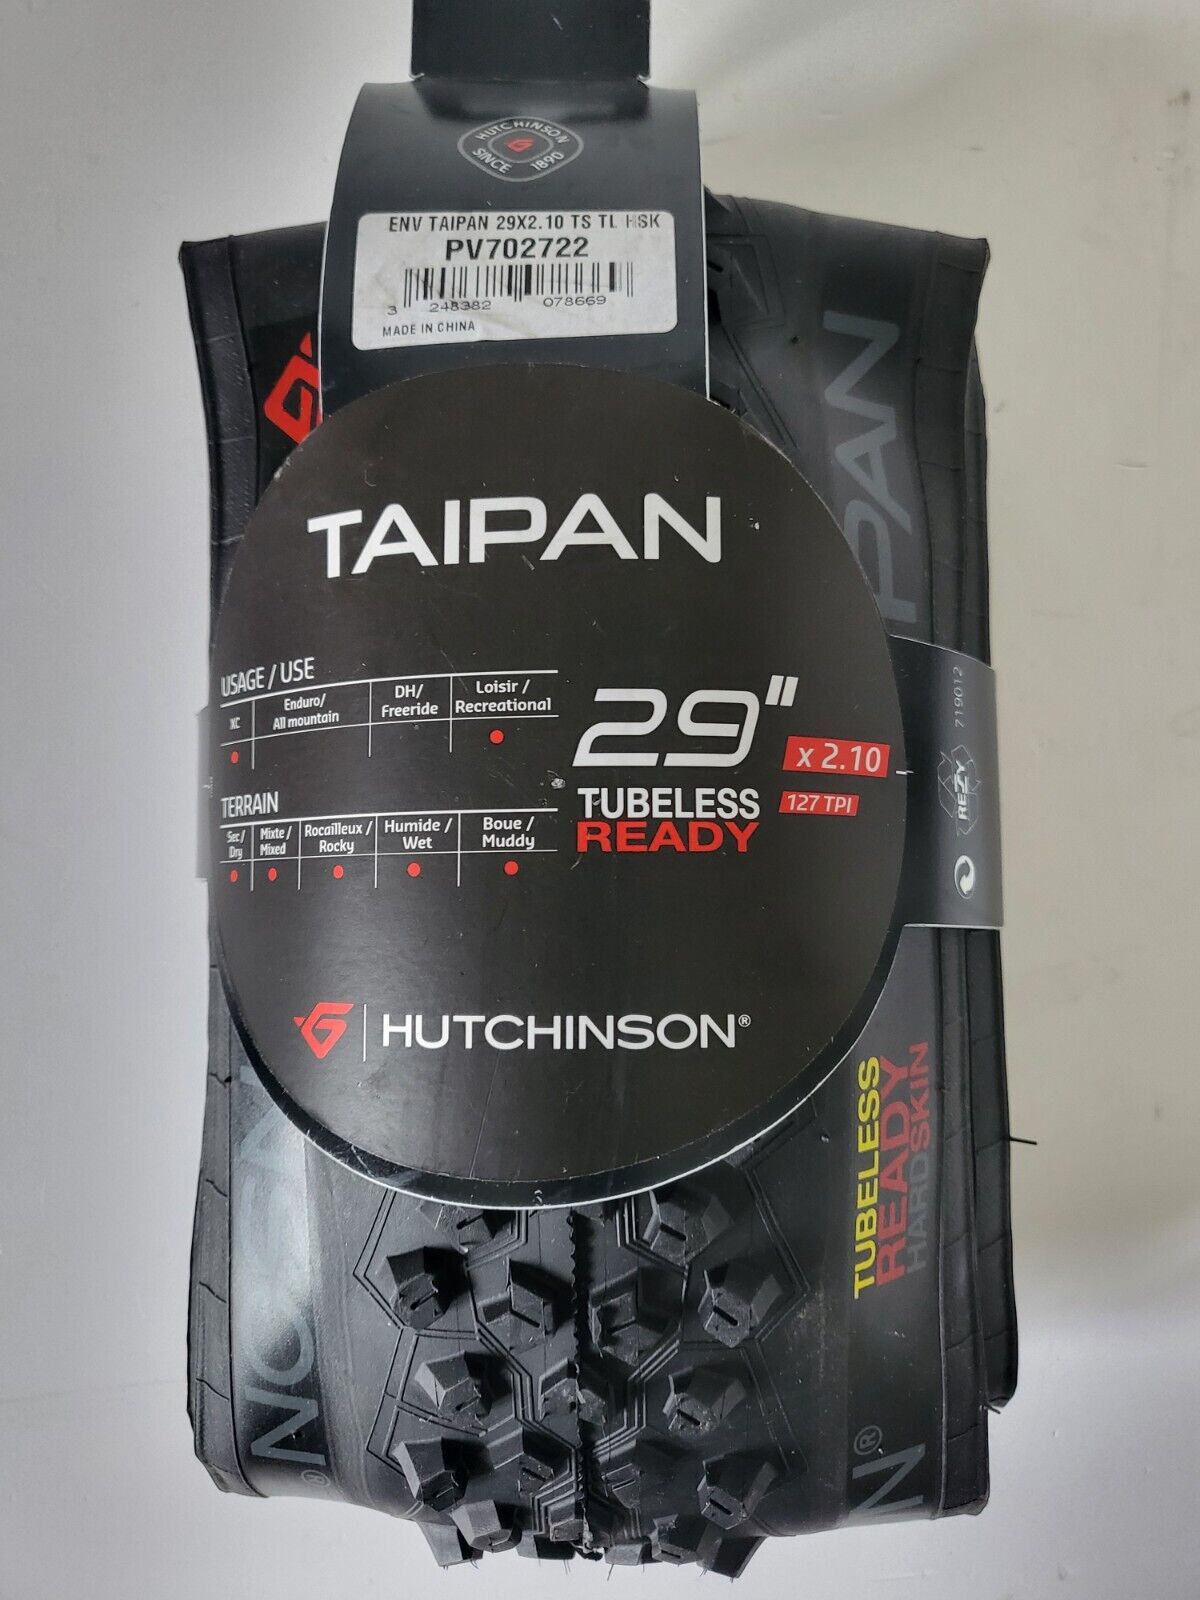 HUTCHINSON
SINCE 1890
ENV TAIPAN 29X2.10 TS TL HSK
PV702722
3 248382 078669
MADE IN CHINA
PAN
TAIPAN
USAGE / USE
XC
Enduro/
All mountain
DH/
Freeride
Loisir /
Recreational
29"
x 2.10
TUBELESS
READY
127 TPI
TERRAIN
Sec /
Dry
Mixte /
Mixed
Rocailleux /
Rocky
Humide /
Wet
Boue /
Muddy
719012
REZY
HUTCHINSON®
TUBELESS
READY
HARDSKIN
NOSN
®
N®